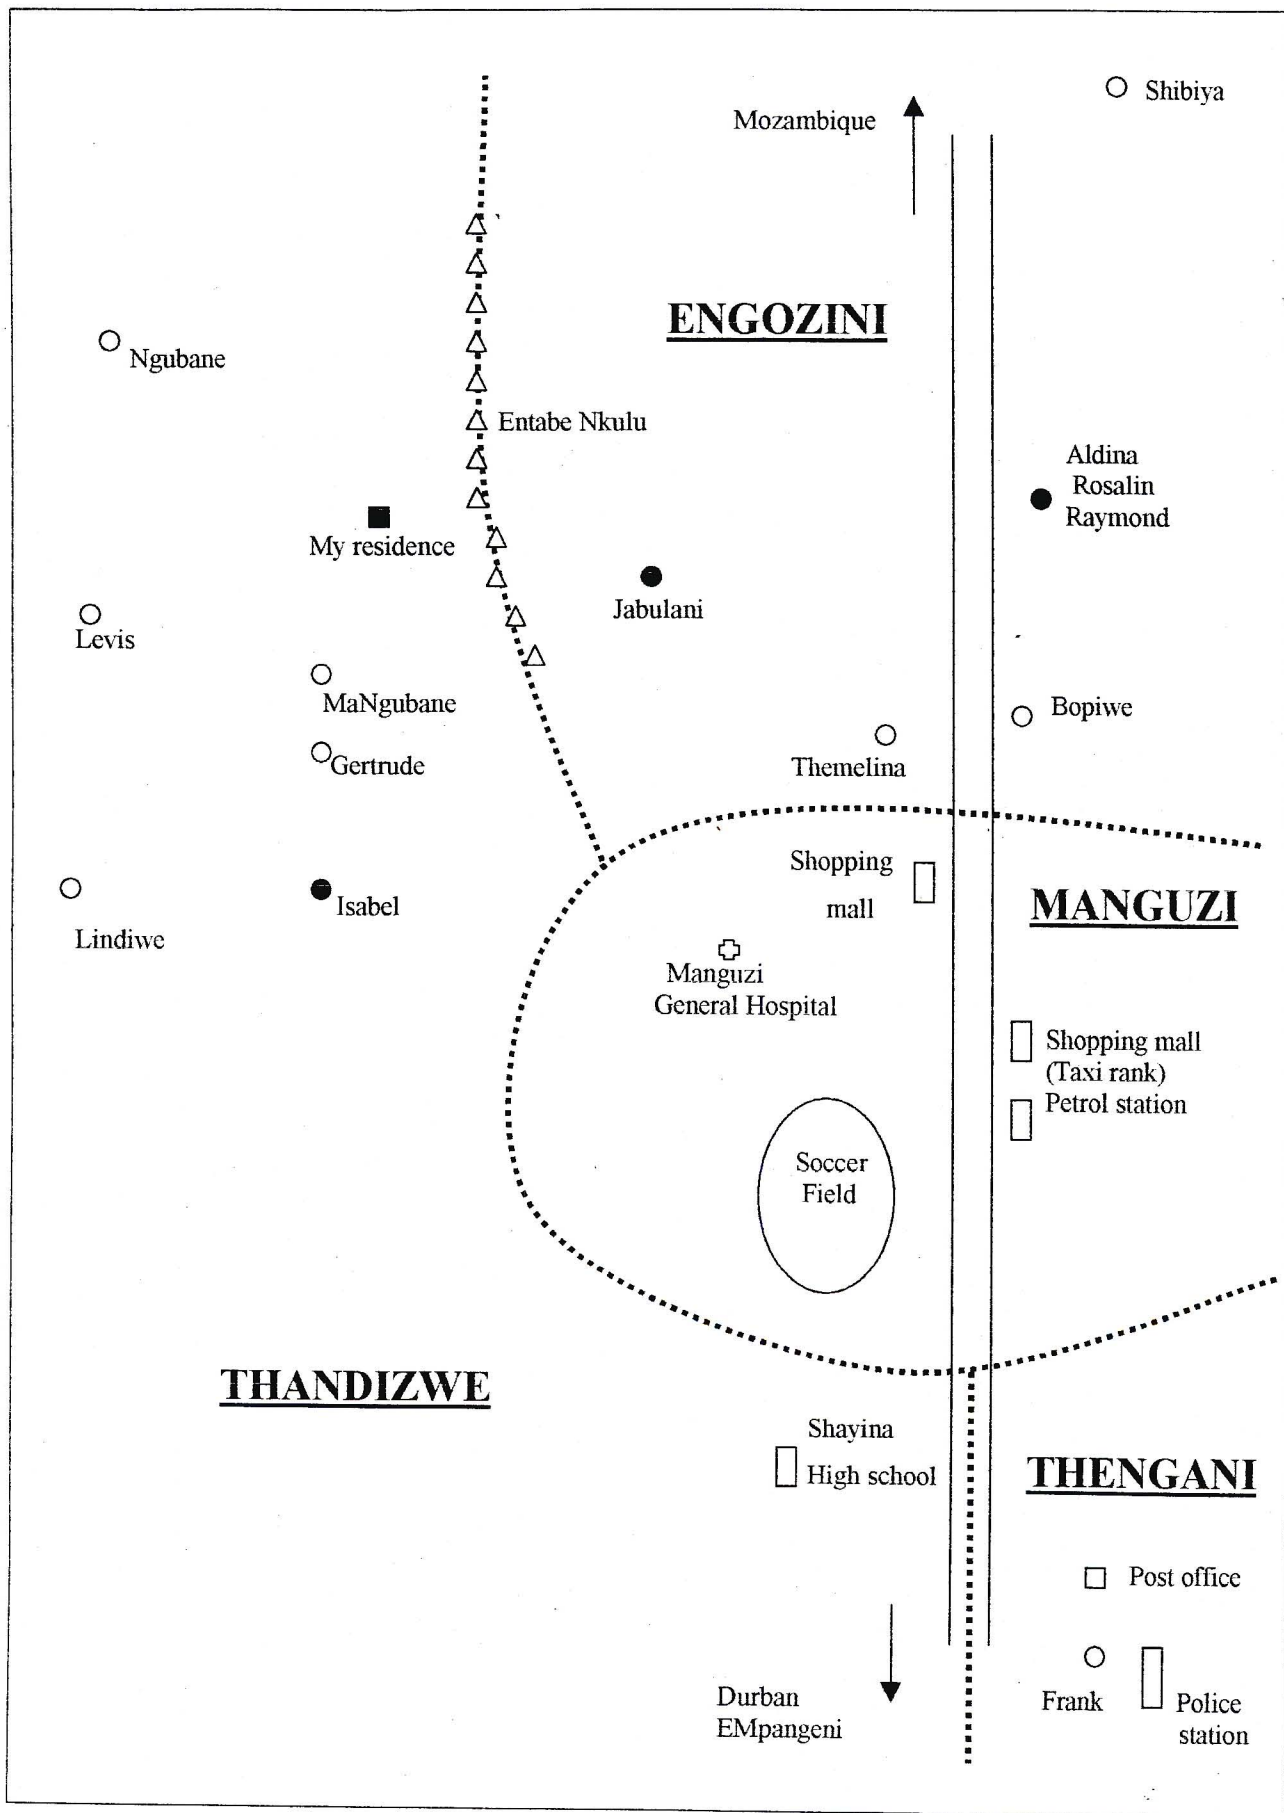 Shibiya
Mozambique
ENGOZINI
Ngubane
Entabe Nkulu
Aldina
Rosalin
Raymond
My residence
Jabulani
Levis
MaNgubane
Bopiwe
Gertrude
Themelina
Shopping
mall
MANGUZI
Isabel
Lindiwe
Manguzi
General Hospital
Shopping mall
(Taxi rank)
Petrol station
Soccer
Field
THANDIZWE
Shayina
High school
THENGANI
Post office
Durban
EMpangeni
Frank
Police
station